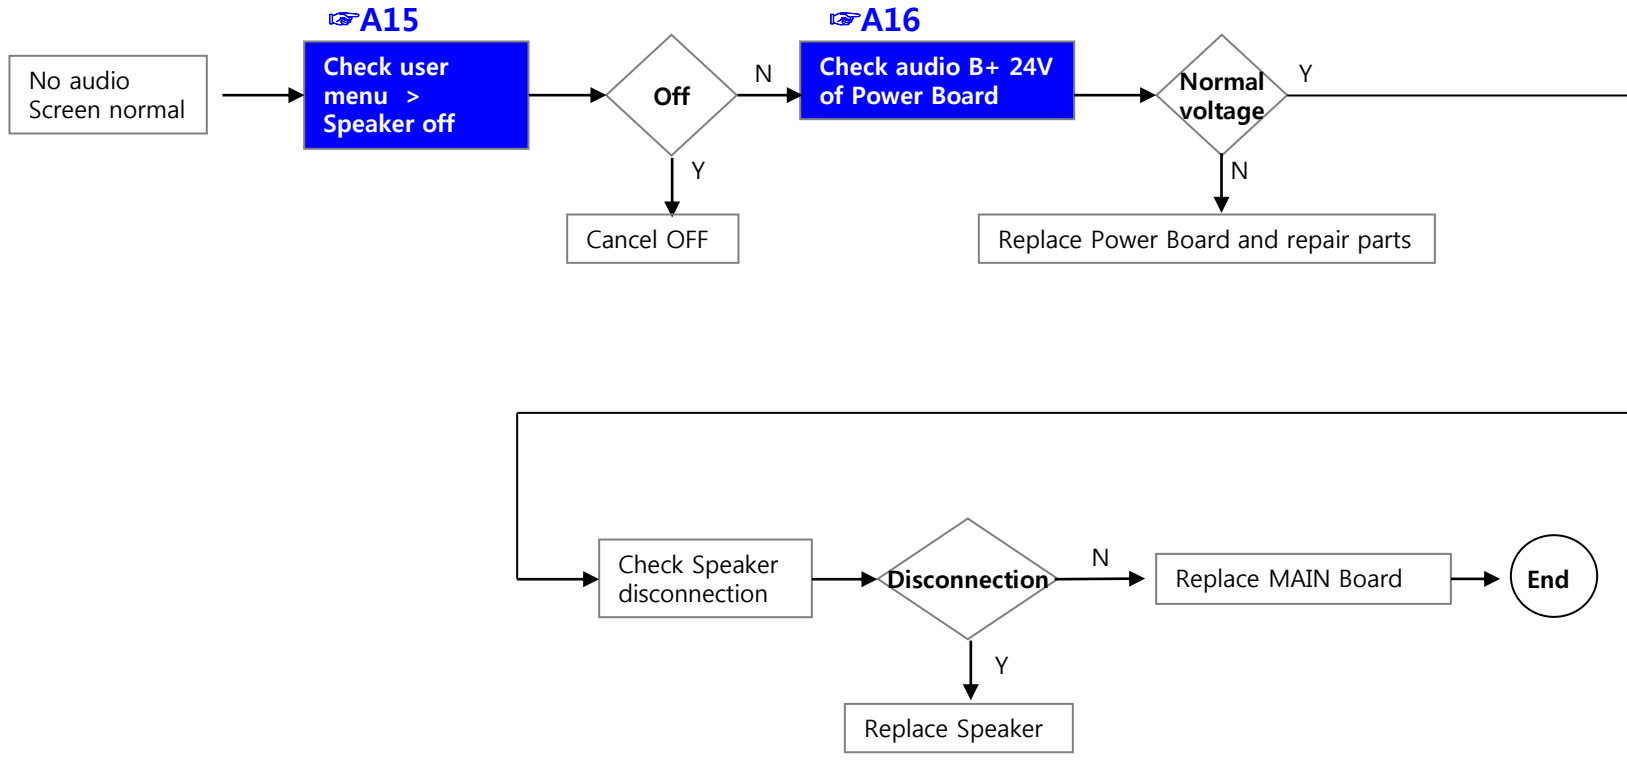 ☞A15
☞A16
No audio
Screen normal
Check user
menu >
Speaker off
Off
N
Check audio B+ 24V
of Power Board
Normal
voltage
Y
Y
N
Cancel OFF
Replace Power Board and repair parts
Check Speaker
disconnection
Disconnection
N
Replace MAIN Board
End
Y
Replace Speaker